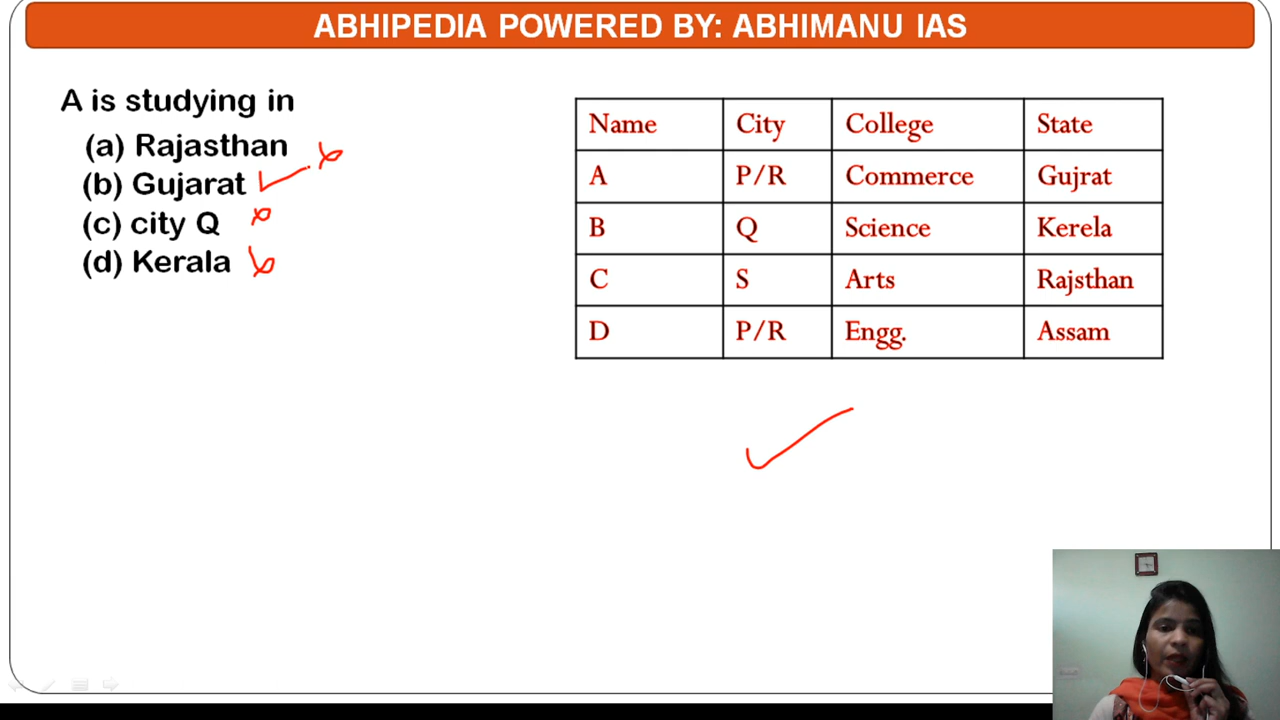 ABHIPEDIA POWERED BY: ABHIMANU IAS
A is studying in
(a) Rajasthan
(b) Gujarat
(c) city Q
(d) Kerala
Name City College State
A P/R Commerce Gujrat
B Q Science Kerela
C S Arts Rajsthan
D P/R Engg. Assam